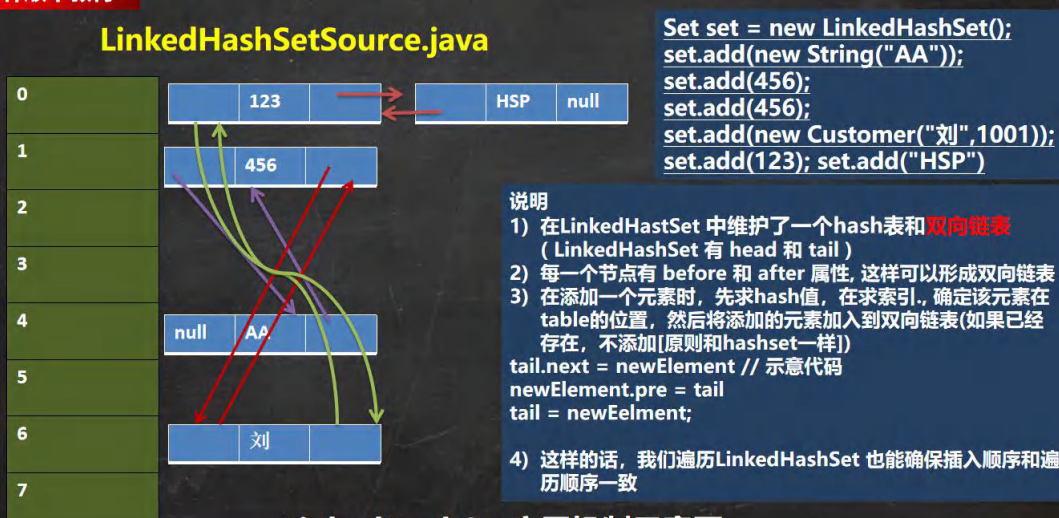 LinkedHashSetSource.java
Set set = new LinkedHashSet();
set.add(new String("AA"));
set.add(456);
set.add(456);
set.add(new Customer("刘",1001));
set.add(123); set.add("HSP")
0
123
HSP
null
1
456
2
3
4
null
AA
5
6
刘
7
说明
1) 在LinkedHastSet 中维护了一个hash表和双向链表
( LinkedHashSet 有 head 和 tail )
2) 每一个节点有 before 和 after 属性, 这样可以形成双向链表
3) 在添加一个元素时，先求hash值，在求索引., 确定该元素在
table的位置，然后将添加的元素加入到双向链表(如果已经
存在，不添加[原则和hashset一样])
tail.next = newElement // 示意代码
newElement.pre = tail
tail = newEelment;
4) 这样的话，我们遍历LinkedHashSet 也能确保插入顺序和遍
历顺序一致